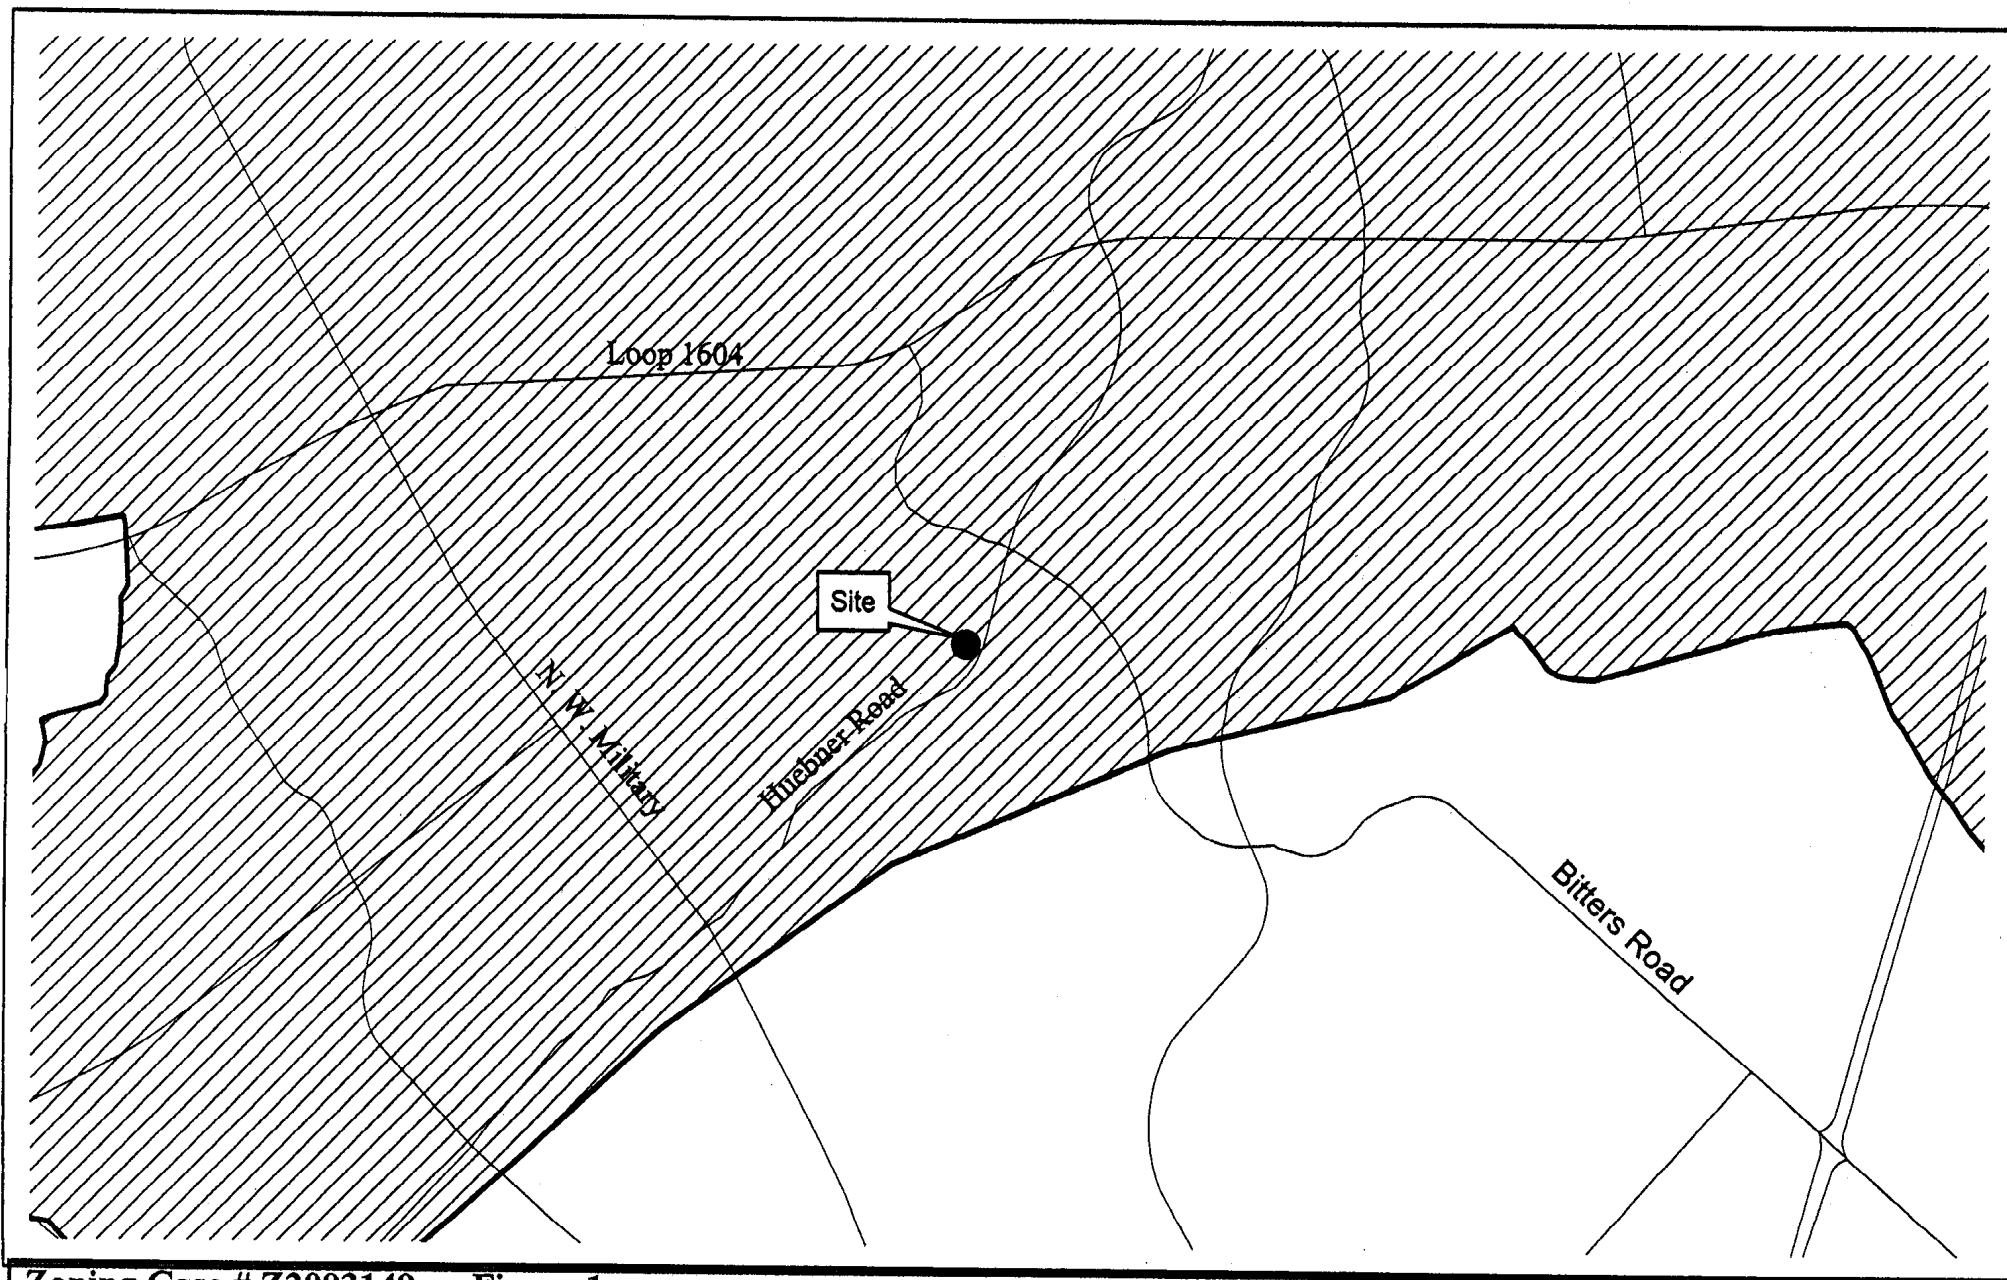 Loop 1604
Site
N. W. Military
Huebner Road
Bitters Road